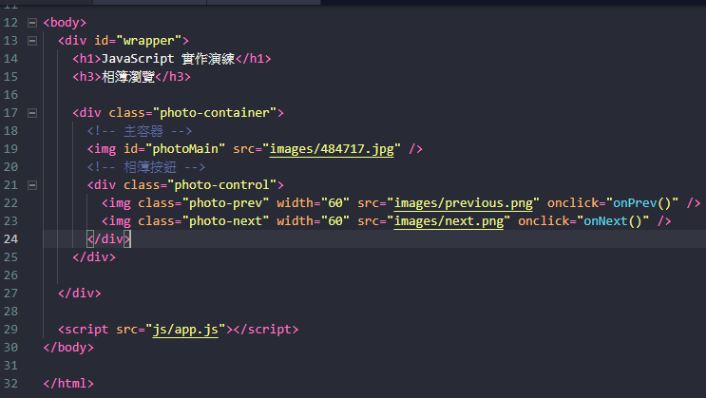 11
12 <body>
13 <div id="wrapper">
14 <h1>JavaScript 實作演練</h1>
15 <h3>相簿瀏覽</h3>
16
17 <div class="photo-container">
18 <!-- 主容器 -->
19 <img id="photoMain" src="images/484717.jpg" />
20 <!-- 相簿按鈕 -->
21 <div class="photo-control">
22 <img class="photo-prev" width="60" src="images/previous.png" onclick="onPrev()" />
23 <img class="photo-next" width="60" src="images/next.png" onclick="onNext()" />
24 </div>
25 </div>
26
27 </div>
28
29 <script src="js/app.js"></script>
30 </body>
31
32 </html>